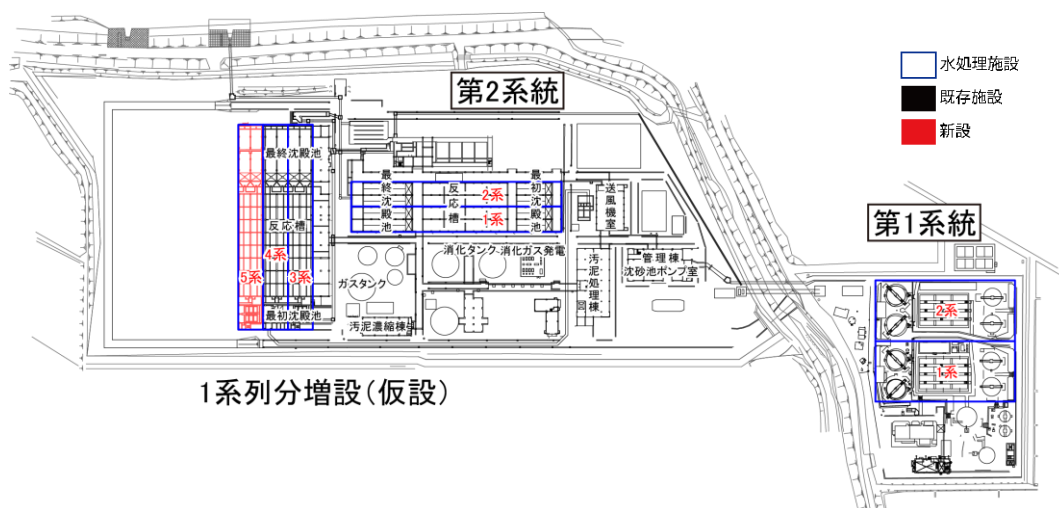 第2系統
水処理施設
既存施設
新設
最終沈殿池
反応槽
5系
4系
3系
最初沈殿池
最終沈殿池
反応槽
最初沈殿池
2系
1系
送風機室
消化タンク
消化ガス発電
ガスタンク
汚泥処理棟
管理棟
沈砂池ポンプ室
汚泥濃縮棟
第1系統
2系
1系
1系列分増設(仮設)